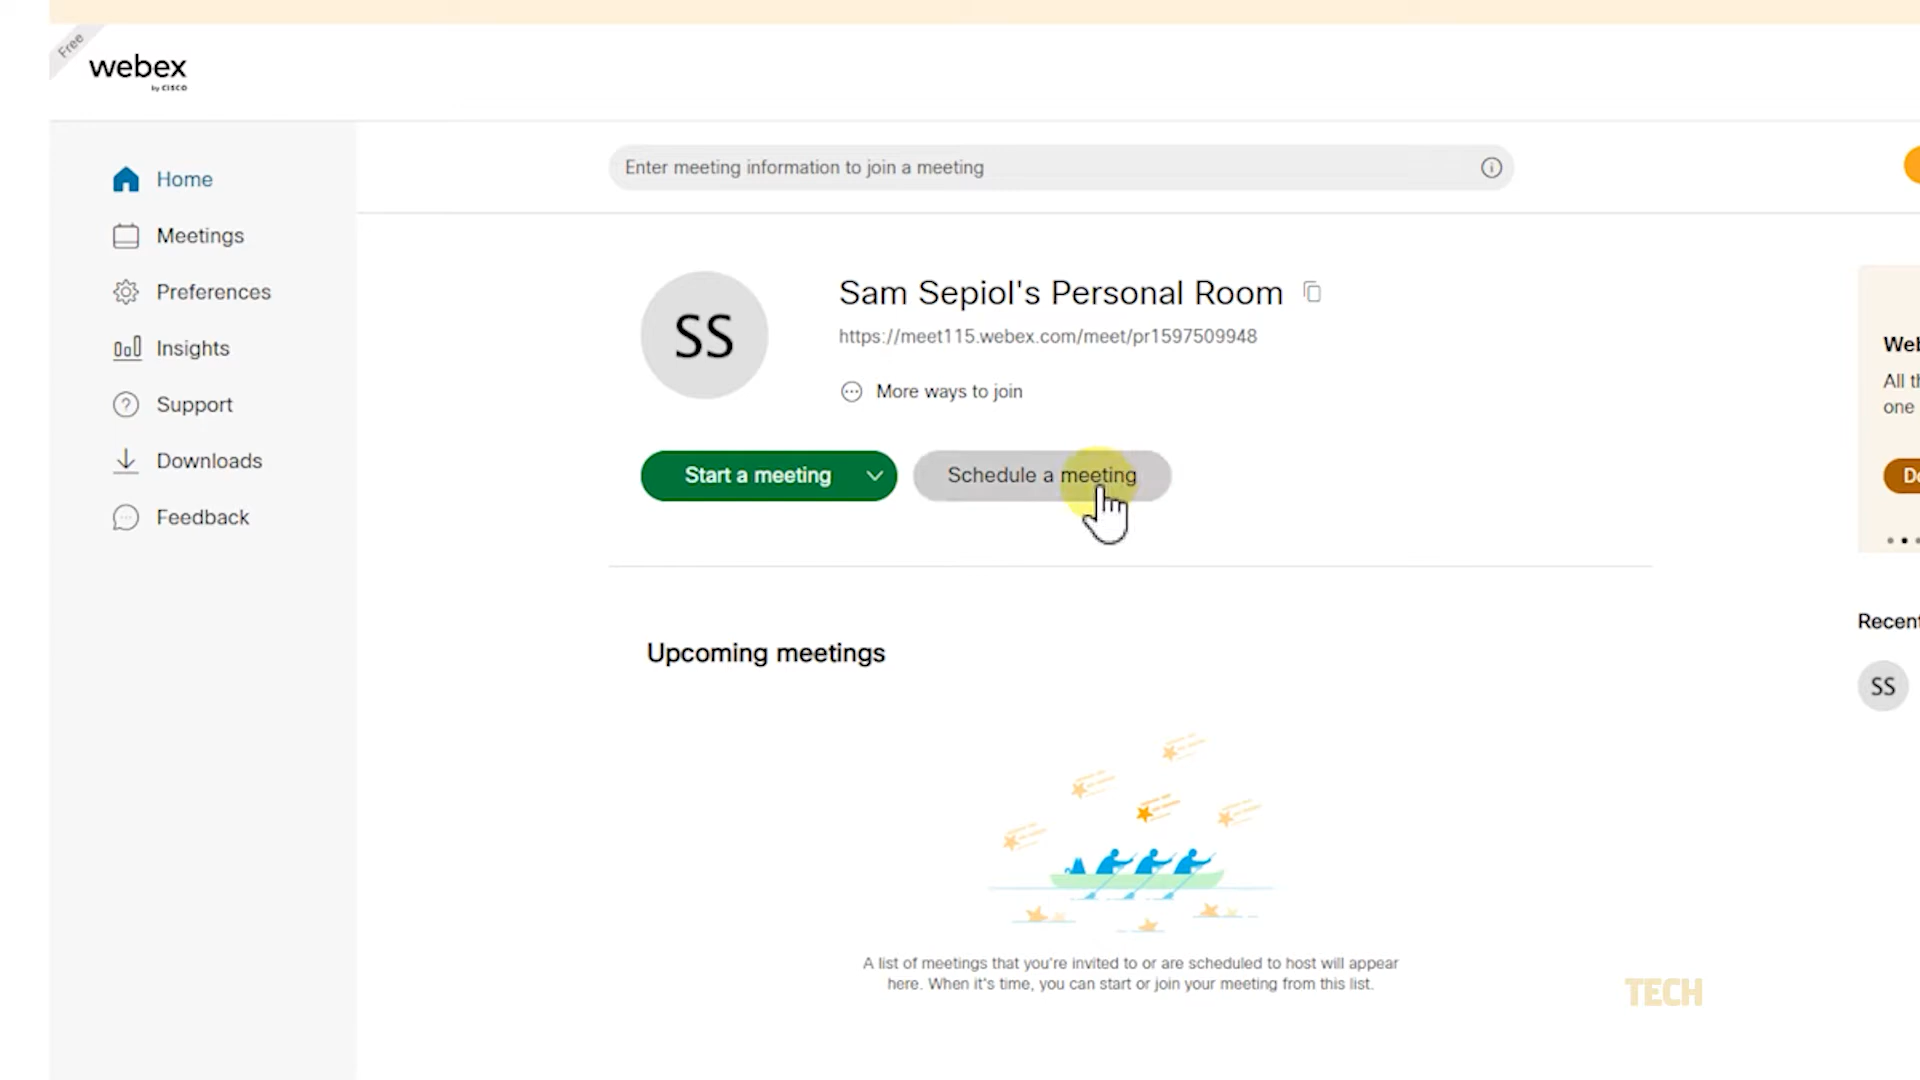 Free
webex
by CISCO
Home
Meetings
Preferences
Insights
Support
Downloads
Feedback
Enter meeting information to join a meeting
SS
Sam Sepiol's Personal Room
https://meet115.webex.com/meet/pr1597509948
More ways to join
Start a meeting
Schedule a meeting
Upcoming meetings
A list of meetings that you're invited to or are scheduled to host will appear
here. When it's time, you can start or join your meeting from this list.
All
one
SS
TECH